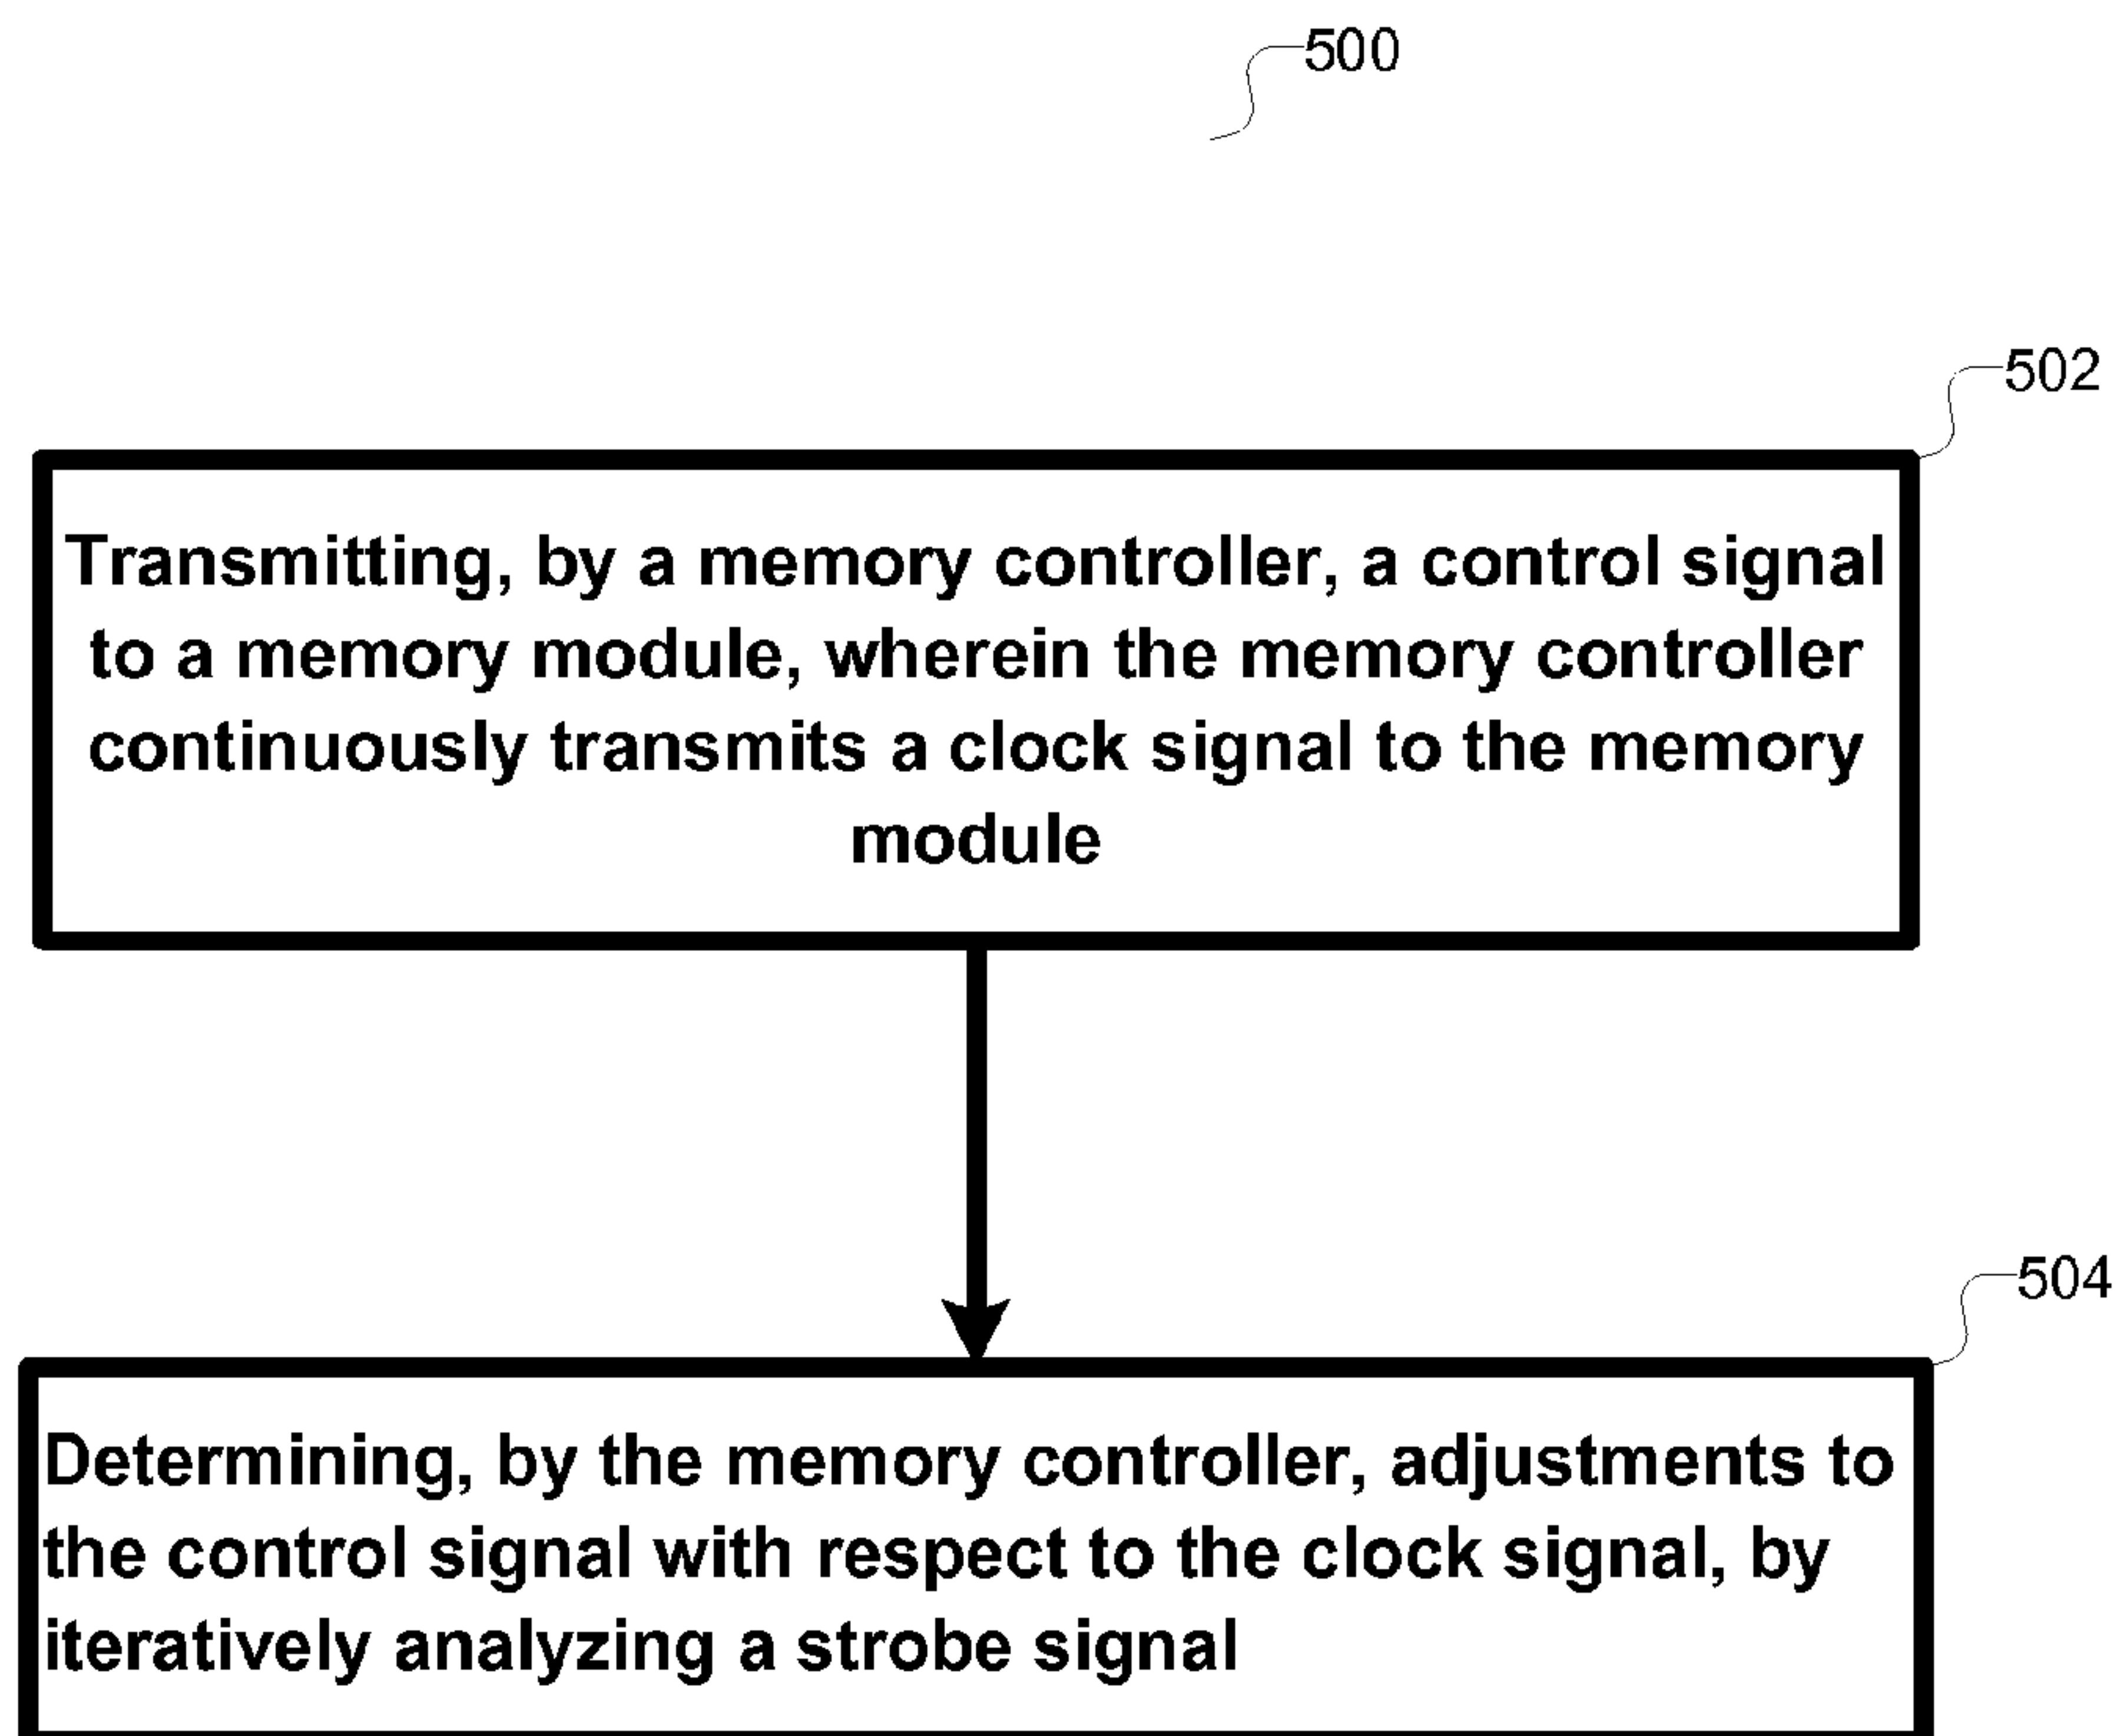 500
502
Transmitting, by a memory controller, a control signal
to a memory module, wherein the memory controller
continuously transmits a clock signal to the memory
module
504
Determining, by the memory controller, adjustments to
the control signal with respect to the clock signal, by
iteratively analyzing a strobe signal